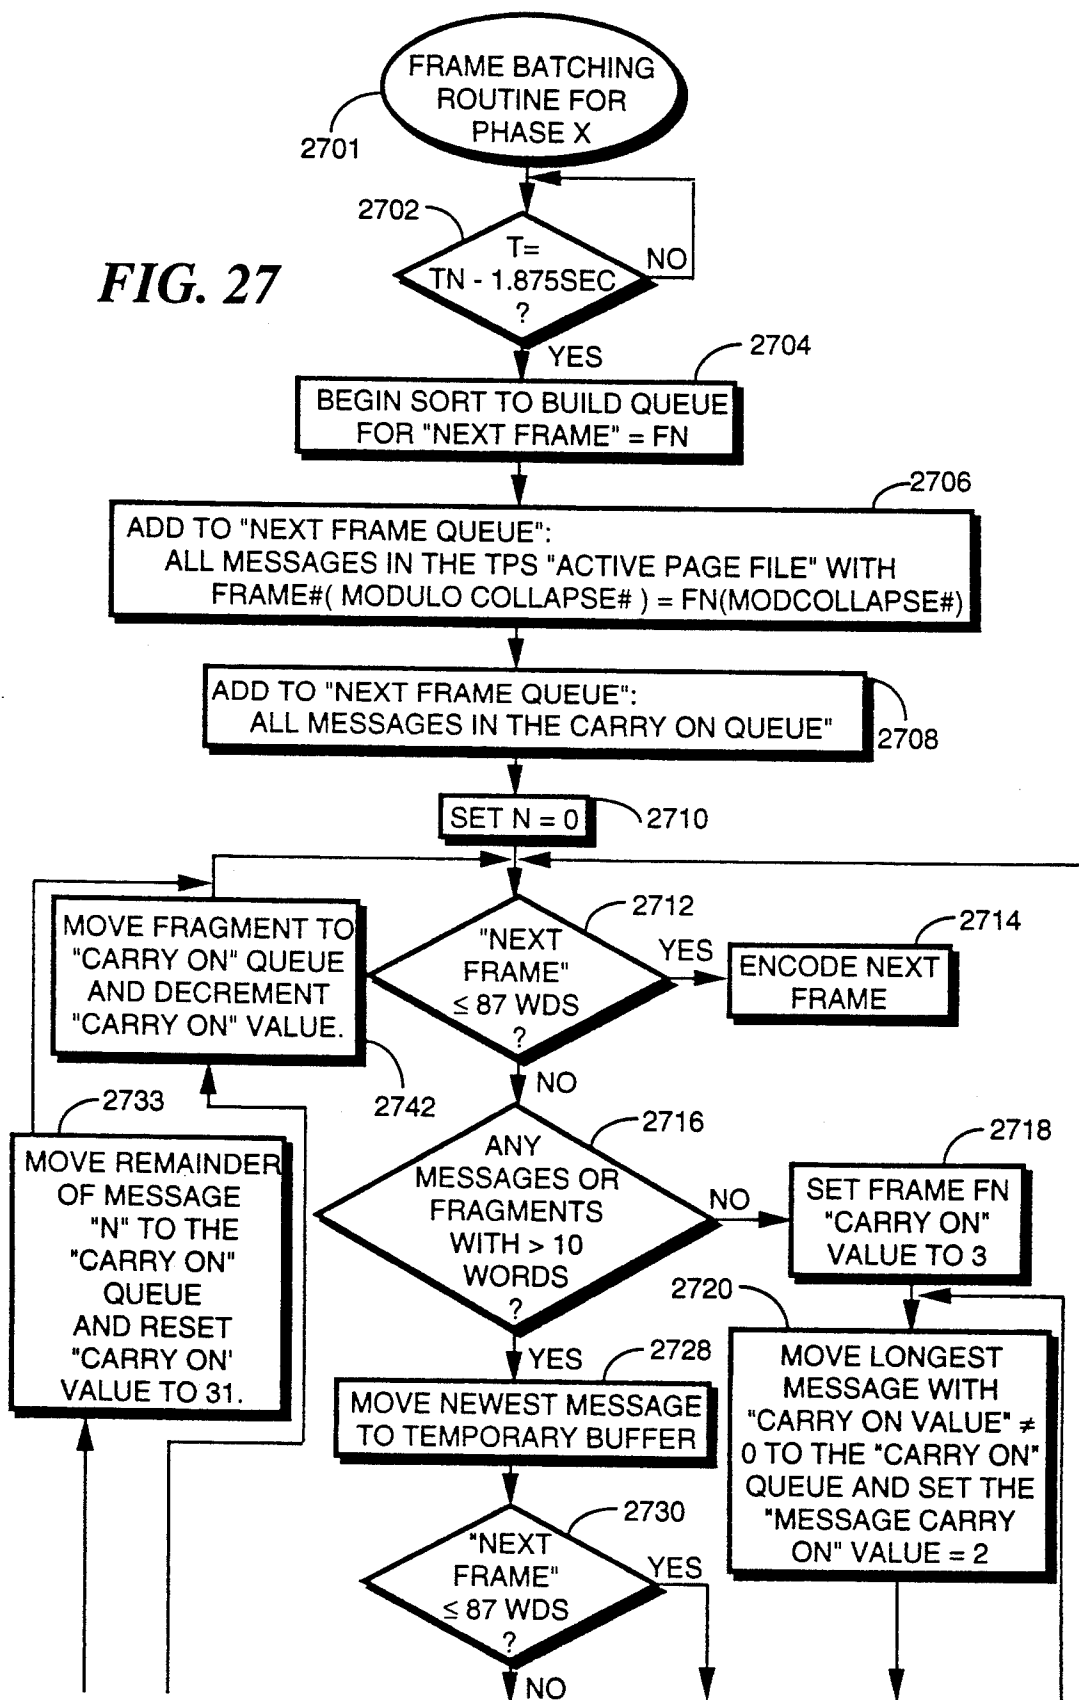 FRAME BATCHING
ROUTINE FOR
PHASE X
2701
2702
T=
TN - 1.875SEC
?
NO
FIG. 27
YES
2704
BEGIN SORT TO BUILD QUEUE
FOR "NEXT FRAME" = FN
2706
ADD TO "NEXT FRAME QUEUE":
ALL MESSAGES IN THE TPS "ACTIVE PAGE FILE" WITH
FRAME#( MODULO COLLAPSE# ) = FN(MODCOLLAPSE#)
ADD TO "NEXT FRAME QUEUE":
ALL MESSAGES IN THE CARRY ON QUEUE"
2708
SET N = 0
2710
MOVE FRAGMENT TO
"CARRY ON" QUEUE
AND DECREMENT
"CARRY ON" VALUE.
2742
2712
"NEXT
FRAME"
≤ 87 WDS
?
YES
2714
ENCODE NEXT
FRAME
NO
2733
MOVE REMAINDER
OF MESSAGE
"N" TO THE
"CARRY ON"
QUEUE
AND RESET
"CARRY ON'
VALUE TO 31.
2716
ANY
MESSAGES OR
FRAGMENTS
WITH > 10
WORDS
?
NO
2718
SET FRAME FN
"CARRY ON"
VALUE TO 3
2720
MOVE LONGEST
MESSAGE WITH
"CARRY ON VALUE" ≠
0 TO THE "CARRY ON"
QUEUE AND SET THE
"MESSAGE CARRY
ON" VALUE = 2
YES
2728
MOVE NEWEST MESSAGE
TO TEMPORARY BUFFER
2730
"NEXT
FRAME"
≤ 87 WDS
?
YES
NO